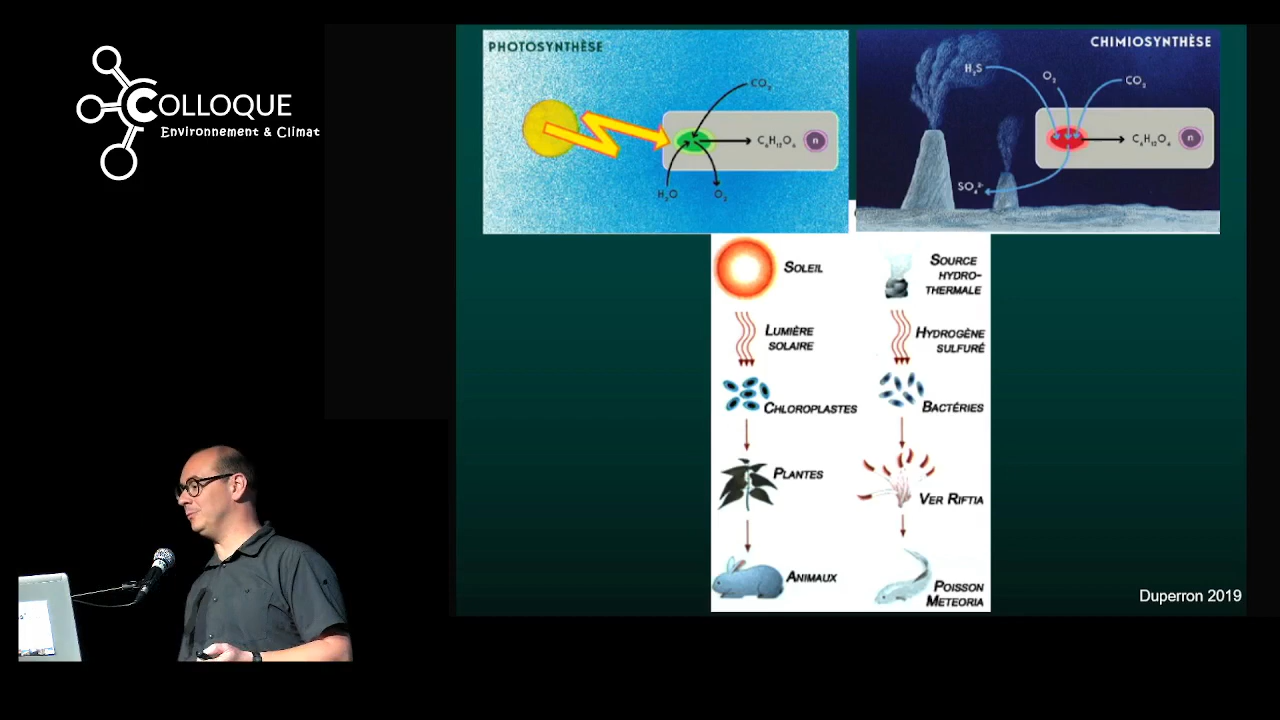 COLLOQUE
Environnement & Climat
PHOTOSYNTHÈSE
CO₂
C₆H₁₂O₆
n
H₂O
O₂
CHIMIOSYNTHÈSE
H₂S
O₂
CO₂
C₆H₁₂O₆
n
SO₄²⁻
SOLEIL
LUMIÈRE
SOLAIRE
CHLOROPLASTES
PLANTES
ANIMAUX
SOURCE
HYDRO-
THERMALE
HYDROGÈNE
SULFURÉ
BACTÉRIES
VER RIFTIA
POISSON
METEORIA
Duperron 2019